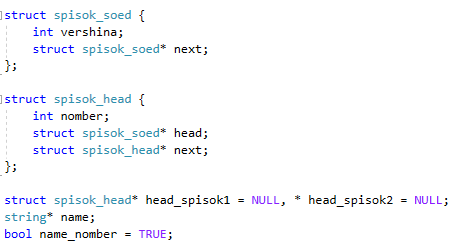 struct spisok_soed {
int vershina;
struct spisok_soed* next;
};
struct spisok_head {
int nomber;
struct spisok_soed* head;
struct spisok_head* next;
};
struct spisok_head* head_spisok1 = NULL, * head_spisok2 = NULL;
string* name;
bool name_nomber = TRUE;